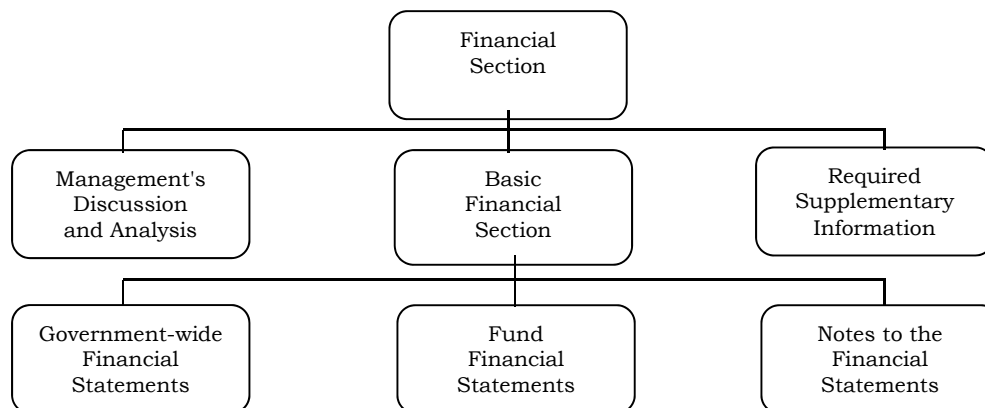 Financial
Section
Management's
Discussion
and Analysis
Basic
Financial
Section
Required
Supplementary
Information
Government-wide
Financial
Statements
Fund
Financial
Statements
Notes to the
Financial
Statements